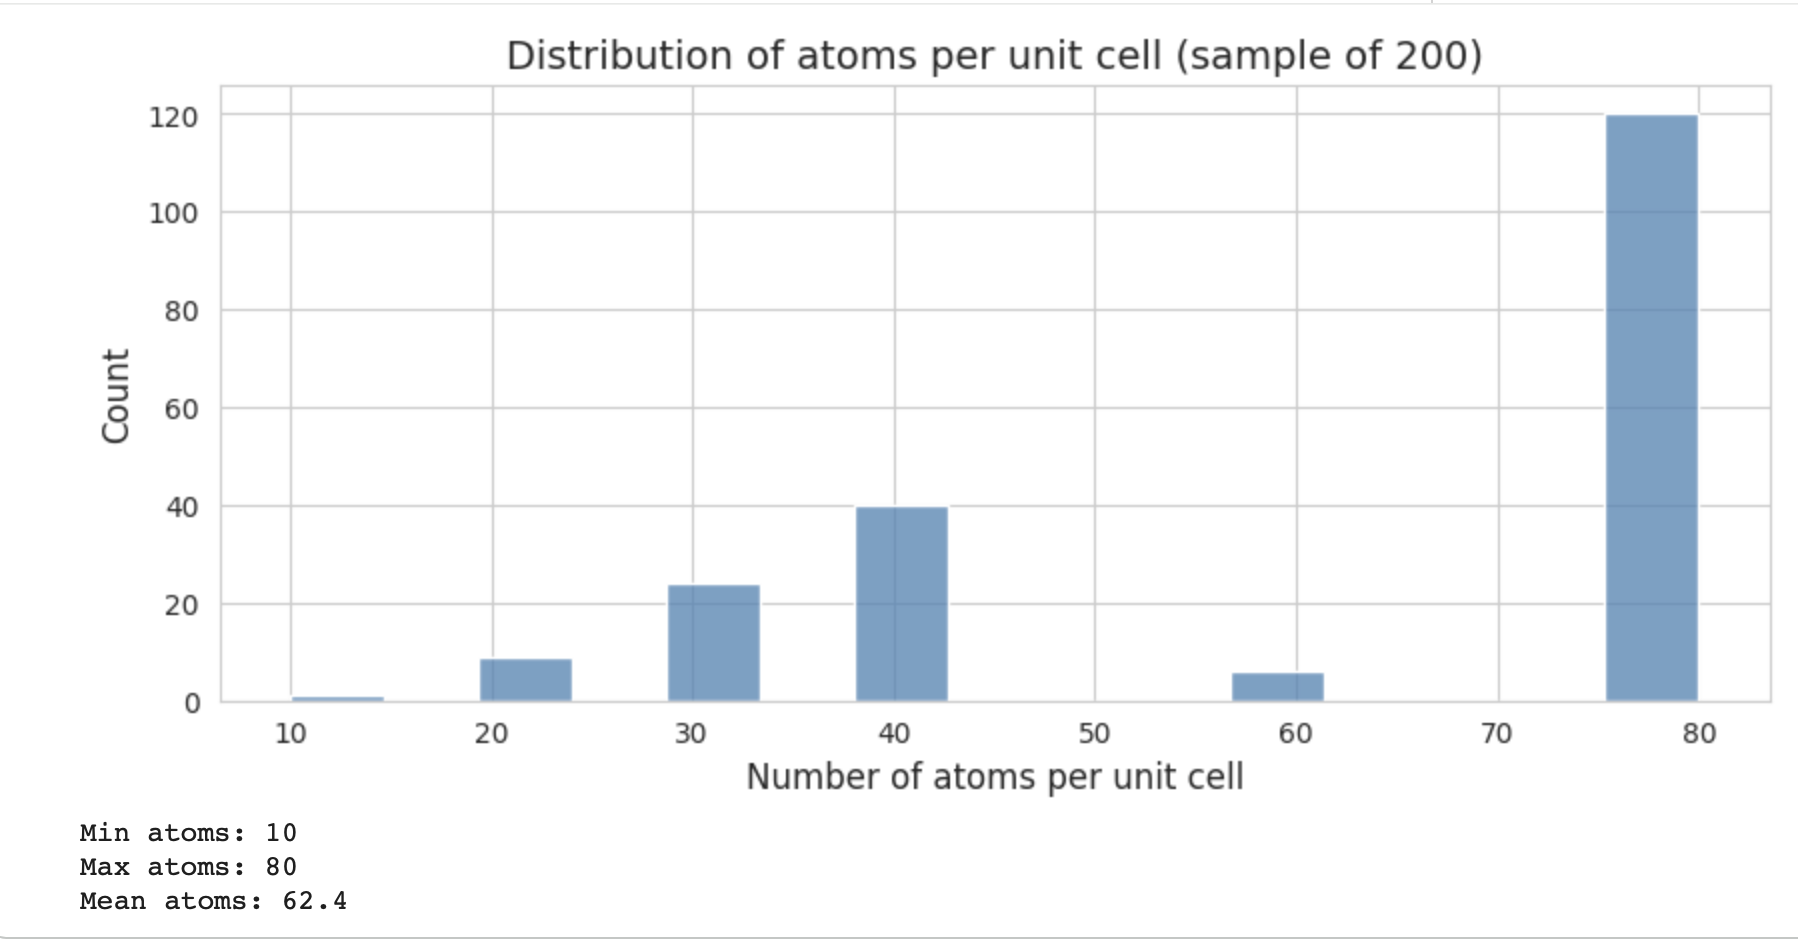 Distribution of atoms per unit cell (sample of 200)
120
100
80
60
40
20
0
Count
10 20 30 40 50 60 70 80
Number of atoms per unit cell
Min atoms: 10
Max atoms: 80
Mean atoms: 62.4